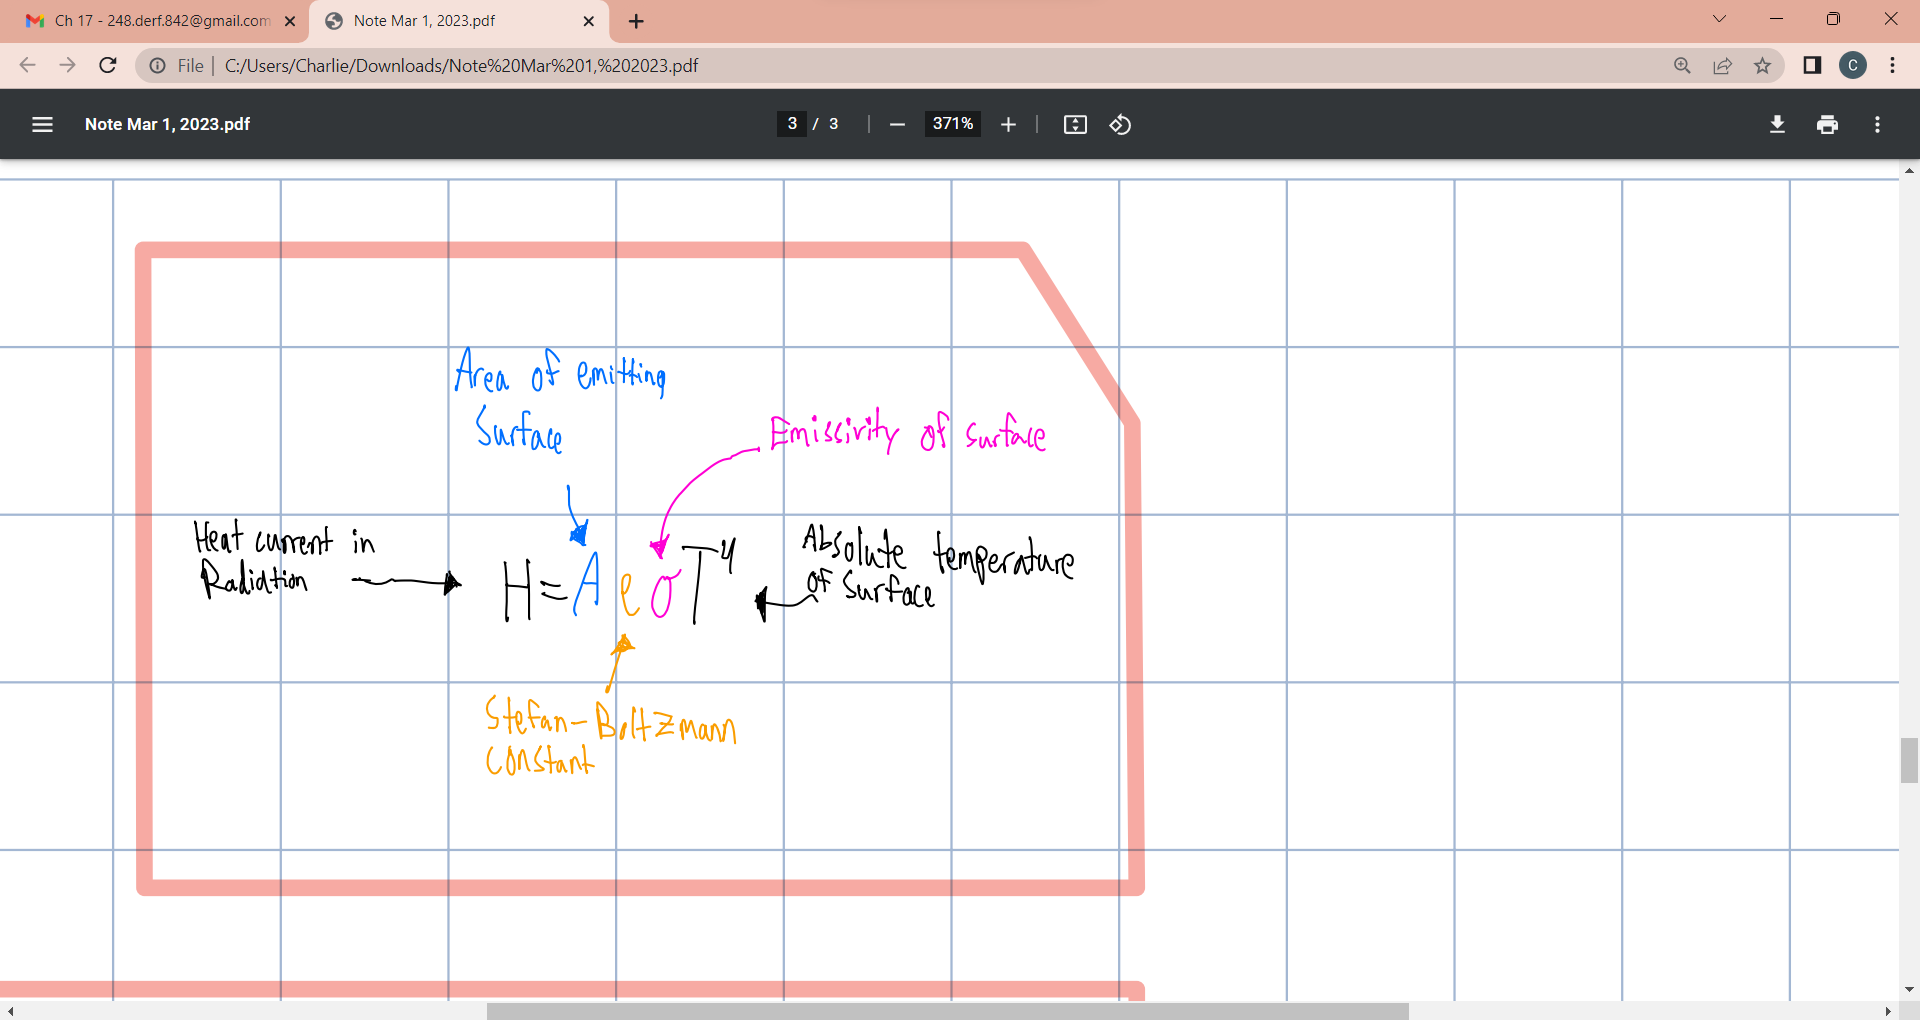 Ch 17 - 248.derf.842@gmail.com
Note Mar 1, 2023.pdf
File
C:/Users/Charlie/Downloads/Note%20Mar%201,%202023.pdf
C
Note Mar 1, 2023.pdf
3 / 3
371%
Area of emitting
Surface
Emissivity of surface
Heat current in
Radiation
H=AeσT⁴
Absolute temperature
of surface
Stefan-Boltzmann
constant